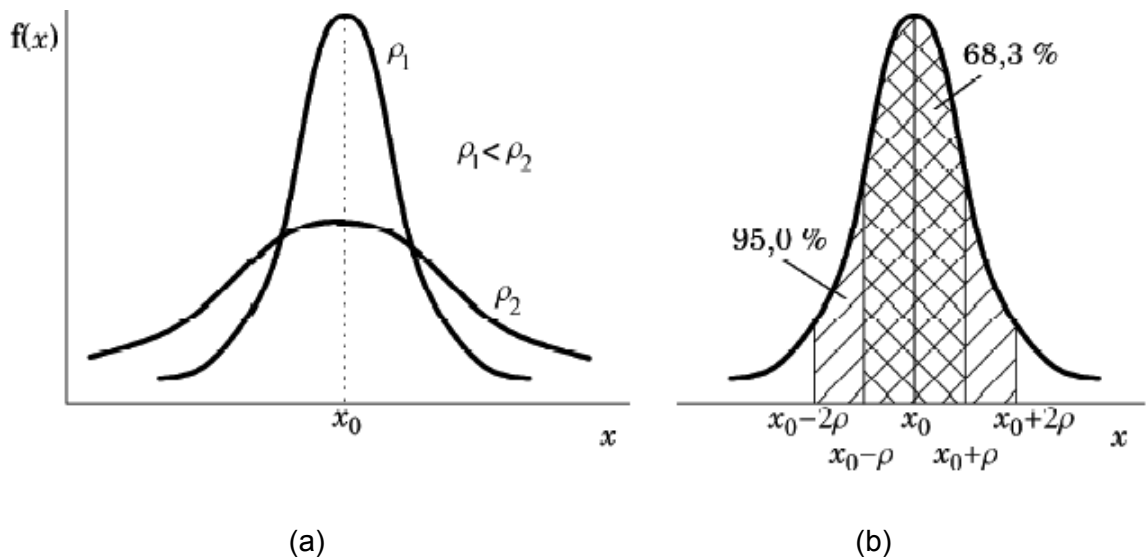 f(x)
ρ1
ρ1 < ρ2
ρ2
x0
x
(a)
68,3 %
95,0 %
x0−2ρ x0 x0+2ρ x
x0−ρ x0+ρ
(b)